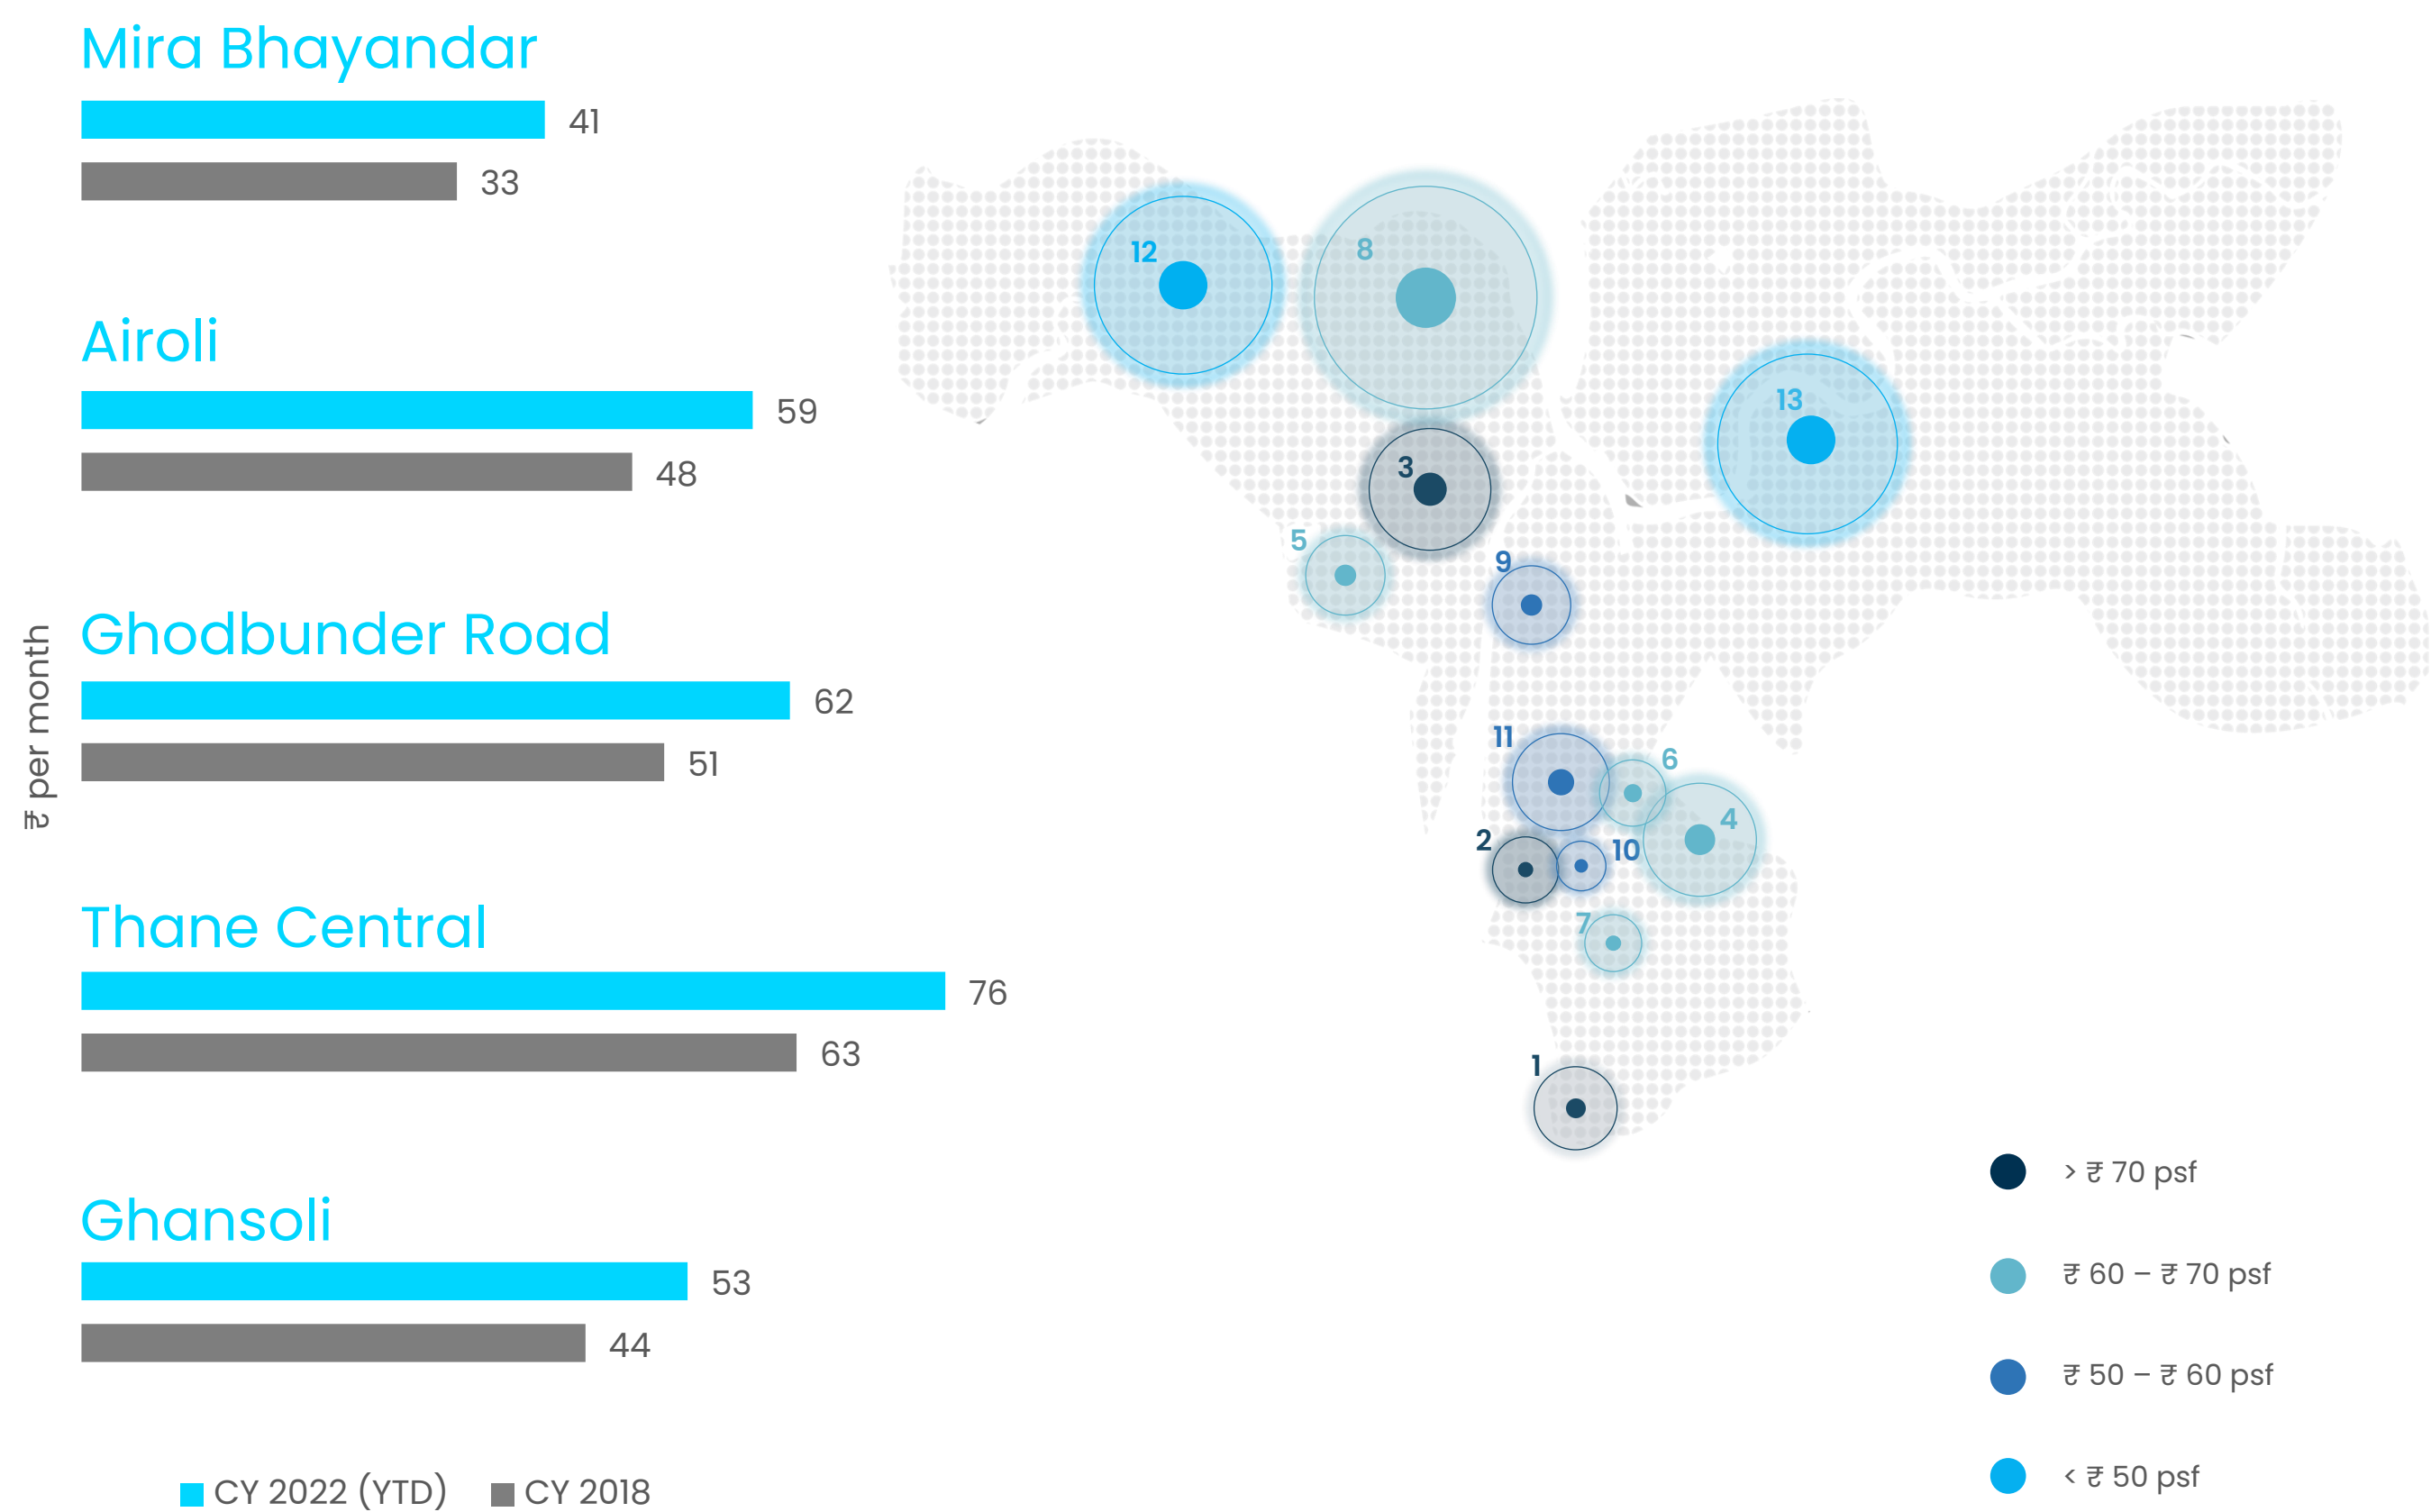 Mira Bhayandar
41
33
Airoli
59
48
Ghodbunder Road
62
51
Thane Central
76
63
Ghansoli
53
44
₹ per month
CY 2022 (YTD)
CY 2018
12
8
13
3
5
9
11
6
4
2
10
7
1
> ₹ 70 psf
₹ 60 – ₹ 70 psf
₹ 50 – ₹ 60 psf
< ₹ 50 psf